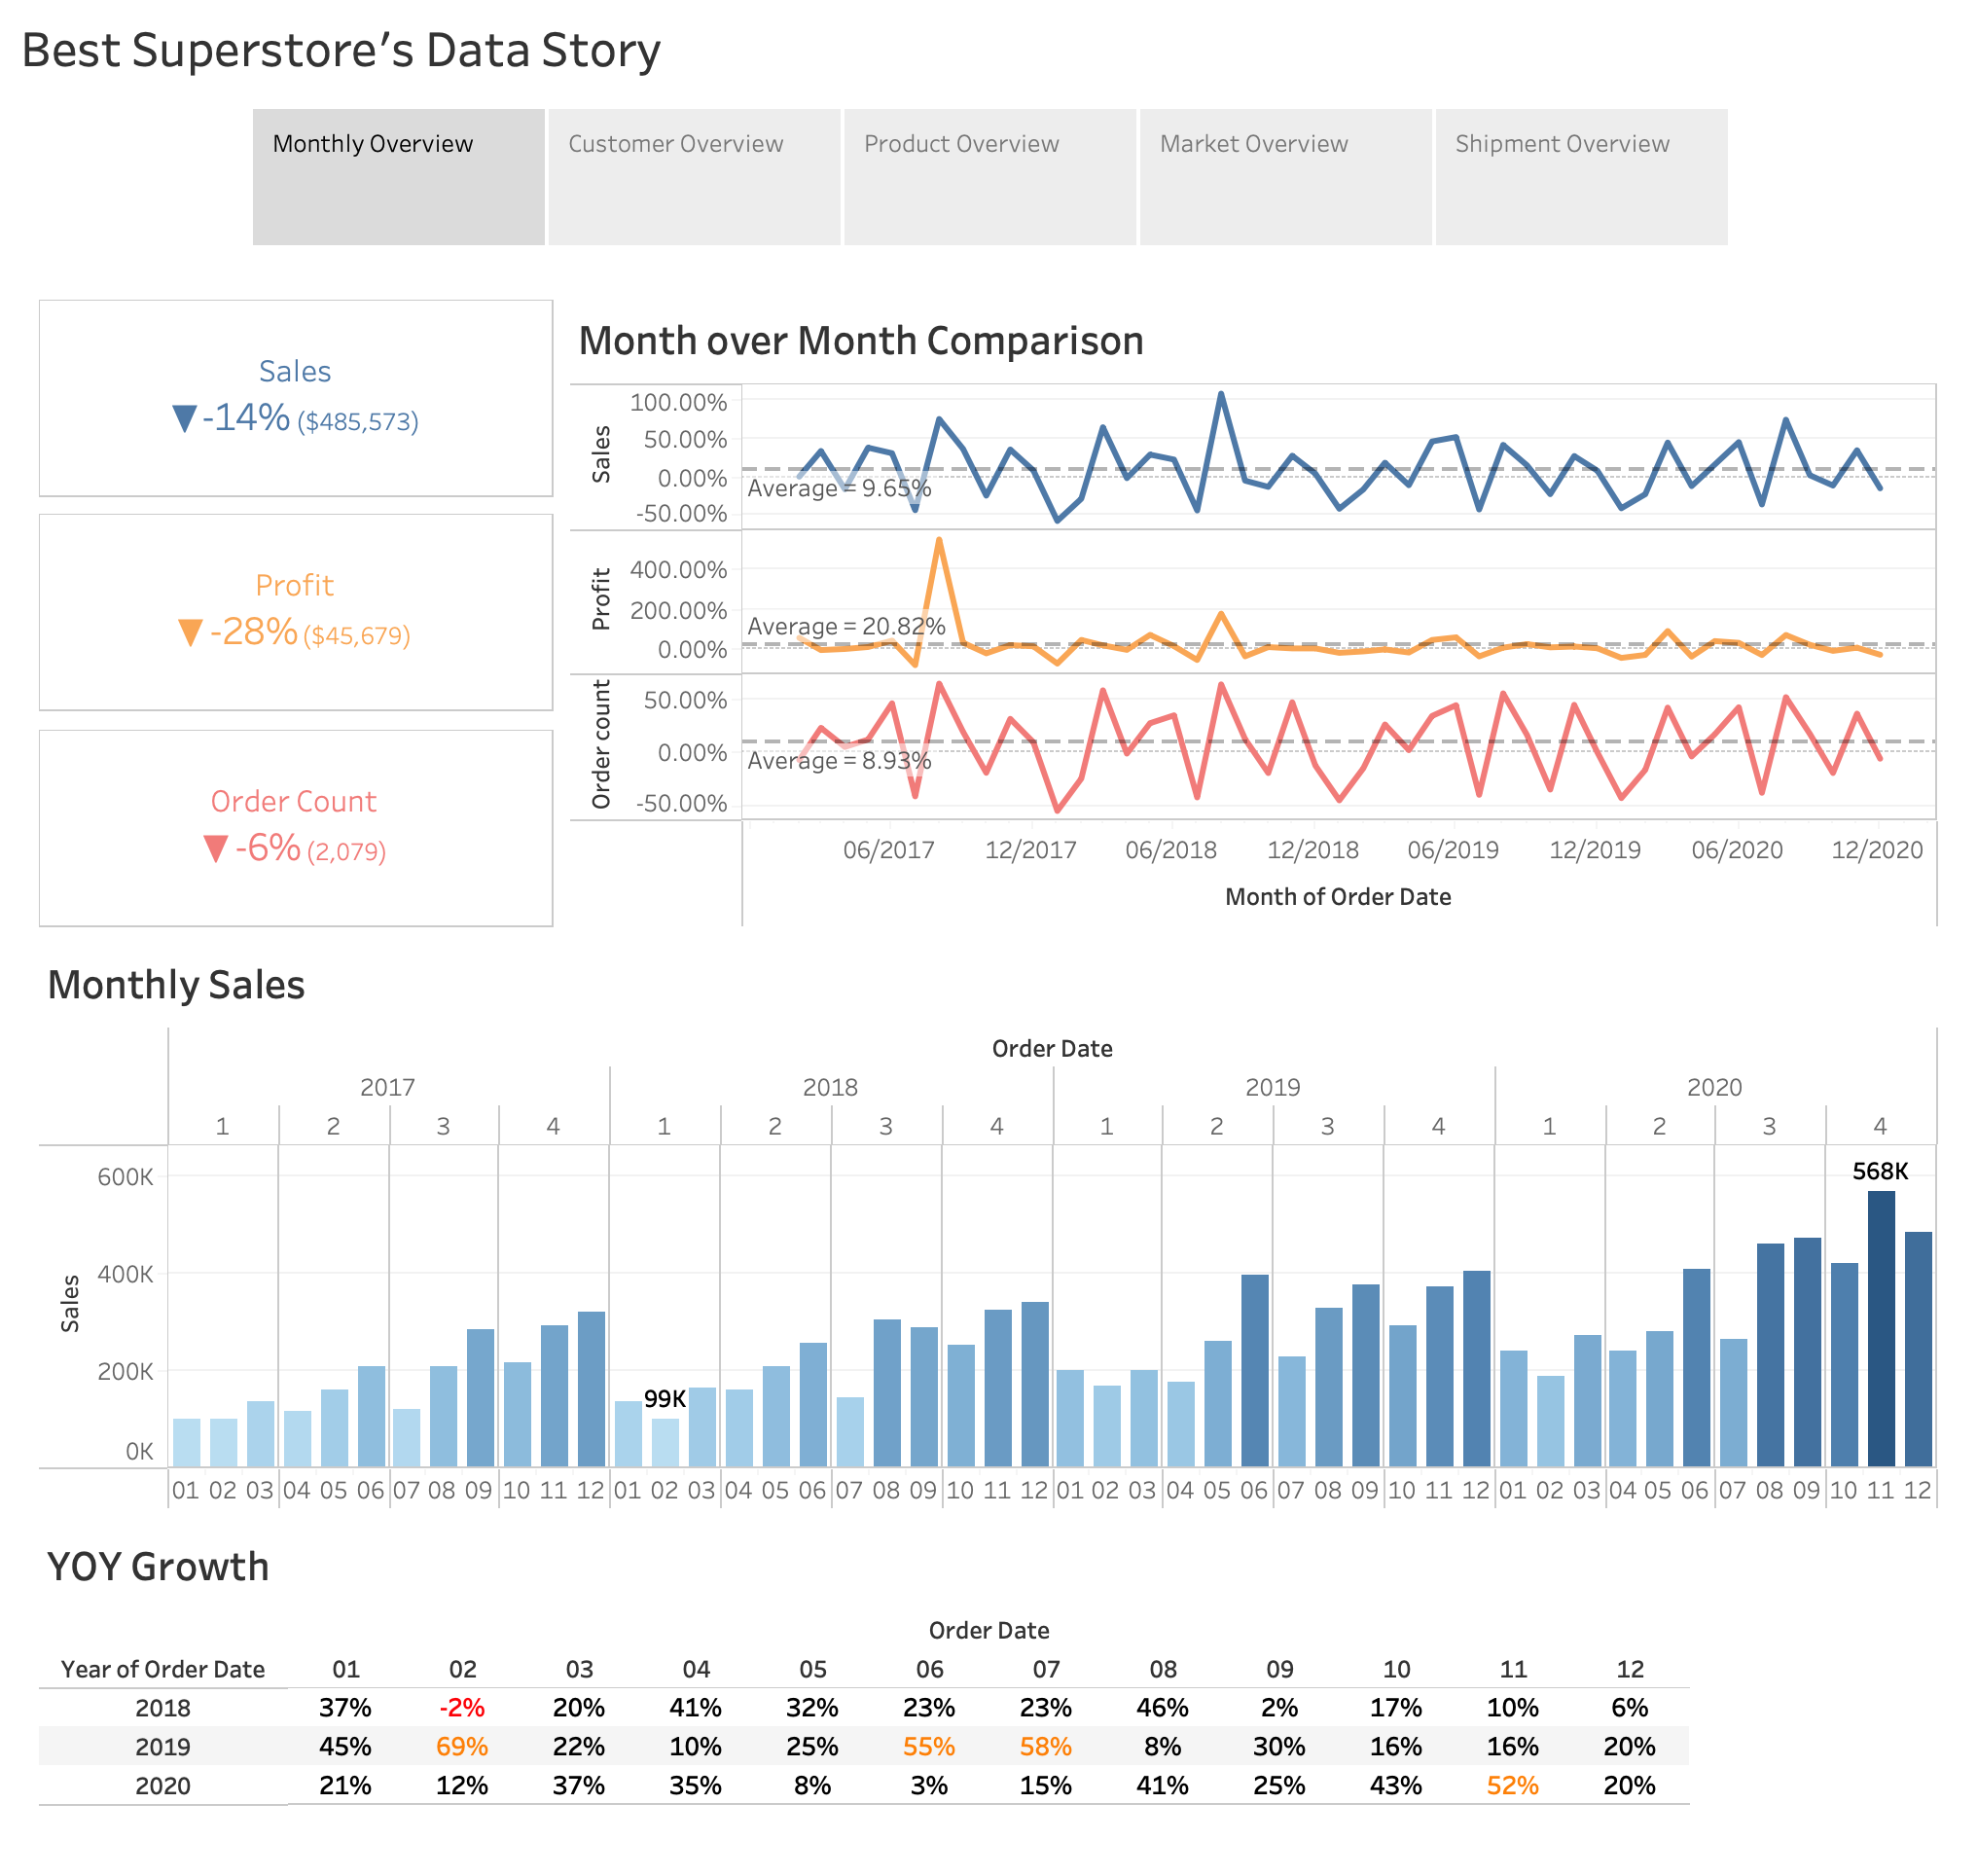 Best Superstore’s Data Story
Monthly Overview Customer Overview Product Overview Market Overview Shipment Overview
Sales
▼-14% ($485,573)
Profit
▼ -28% ($45,679)
Order Count
▼ -6% (2,079)
Month over Month Comparison
Sales
100.00%
50.00%
0.00%
-50.00%
Average = 9.65%
Profit
400.00%
200.00%
0.00%
Average = 20.82%
Order count
50.00%
0.00%
-50.00%
Average = 8.93%
06/2017 12/2017 06/2018 12/2018 06/2019 12/2019 06/2020 12/2020
Month of Order Date
Monthly Sales
Order Date
2017 2018 2019 2020
1 2 3 4 1 2 3 4 1 2 3 4 1 2 3 4
Sales
600K
400K
200K
0K
568K
99K
01 02 03 04 05 06 07 08 09 10 11 12 01 02 03 04 05 06 07 08 09 10 11 12 01 02 03 04 05 06 07 08 09 10 11 12 01 02 03 04 05 06 07 08 09 10 11 12
YOY Growth
Order Date
Year of Order Date 01 02 03 04 05 06 07 08 09 10 11 12
2018 37% -2% 20% 41% 32% 23% 23% 46% 2% 17% 10% 6%
2019 45% 69% 22% 10% 25% 55% 58% 8% 30% 16% 16% 20%
2020 21% 12% 37% 35% 8% 3% 15% 41% 25% 43% 52% 20%